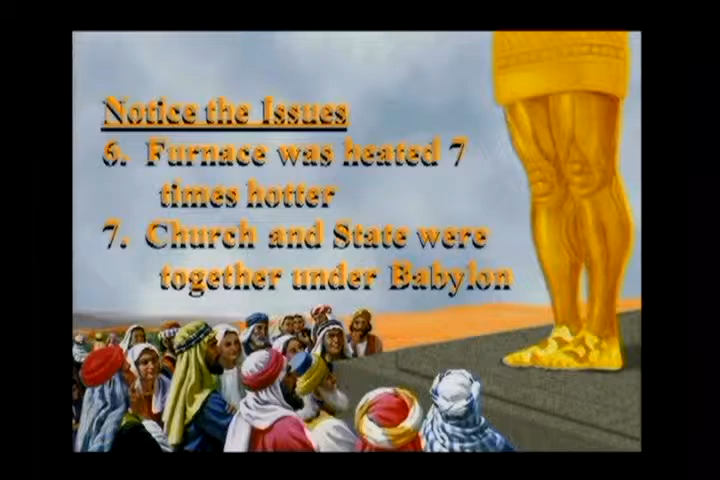 Notice the Issues
6. Furnace was heated 7
times hotter
7. Church and State were
together under Babylon